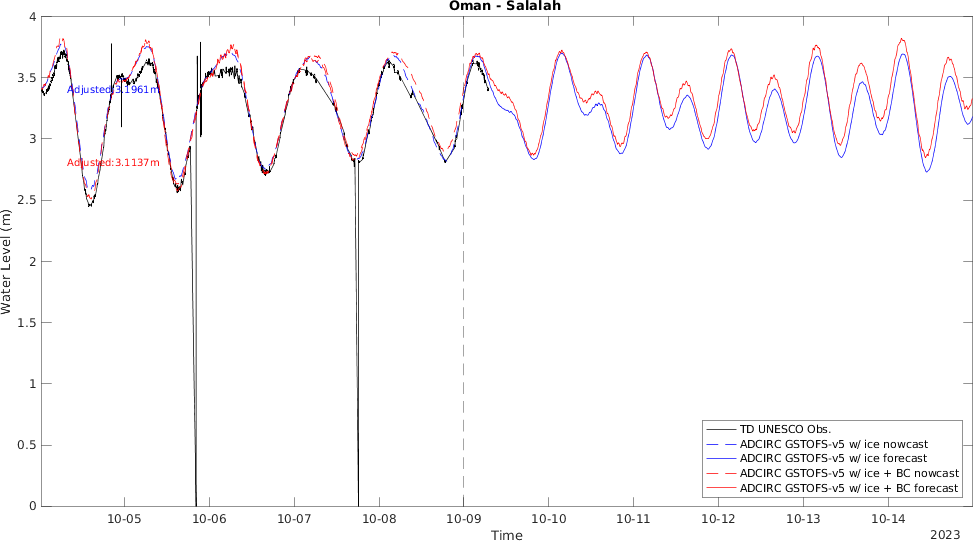 Oman - Salalah
4
3.5
3
2.5
2
1.5
1
0.5
0
Water Level (m)
Adjusted:3.1961m
Adjusted:3.1137m
TD UNESCO Obs.
ADCIRC GSTOFS-v5 w/ ice nowcast
ADCIRC GSTOFS-v5 w/ ice forecast
ADCIRC GSTOFS-v5 w/ ice + BC nowcast
ADCIRC GSTOFS-v5 w/ ice + BC forecast
10-05 10-06 10-07 10-08 10-09 10-10 10-11 10-12 10-13 10-14
Time
2023